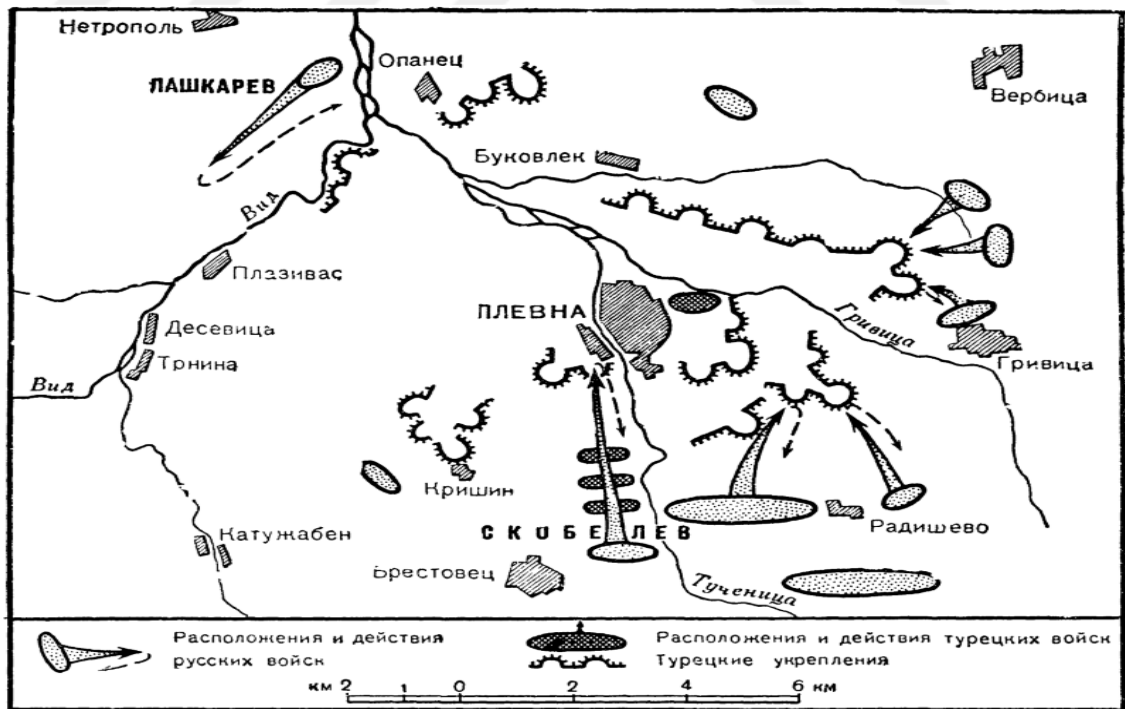 Нетрополь
Опанец
ЛАШКАРЕВ
Вербица
Буковлек
Вид
Плазивас
ПЛЕВНА
Гривица
Десевица
Трнина
Гривица
Вид
Кришин
Радишево
СКОБЕЛЕВ
Катужабен
Брестовец
Тученица
Расположения и действия
русских войск
Расположения и действия турецких войск
Турецкие укрепления
км 2 1 0 2 4 6 км